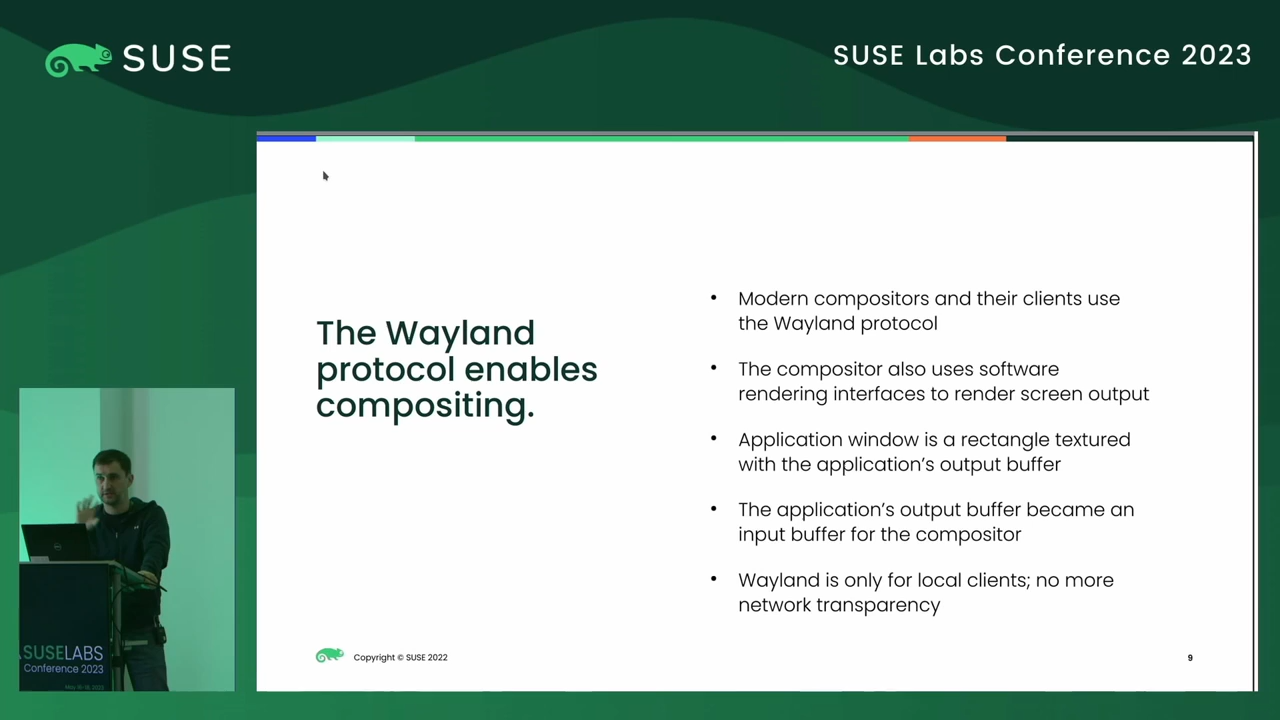 SUSE
SUSE Labs Conference 2023
The Wayland
protocol enables
compositing.
• Modern compositors and their clients use
the Wayland protocol
• The compositor also uses software
rendering interfaces to render screen output
• Application window is a rectangle textured
with the application’s output buffer
• The application’s output buffer became an
input buffer for the compositor
• Wayland is only for local clients; no more
network transparency
Copyright © SUSE 2022
9
SUSELABS
Conference 2023